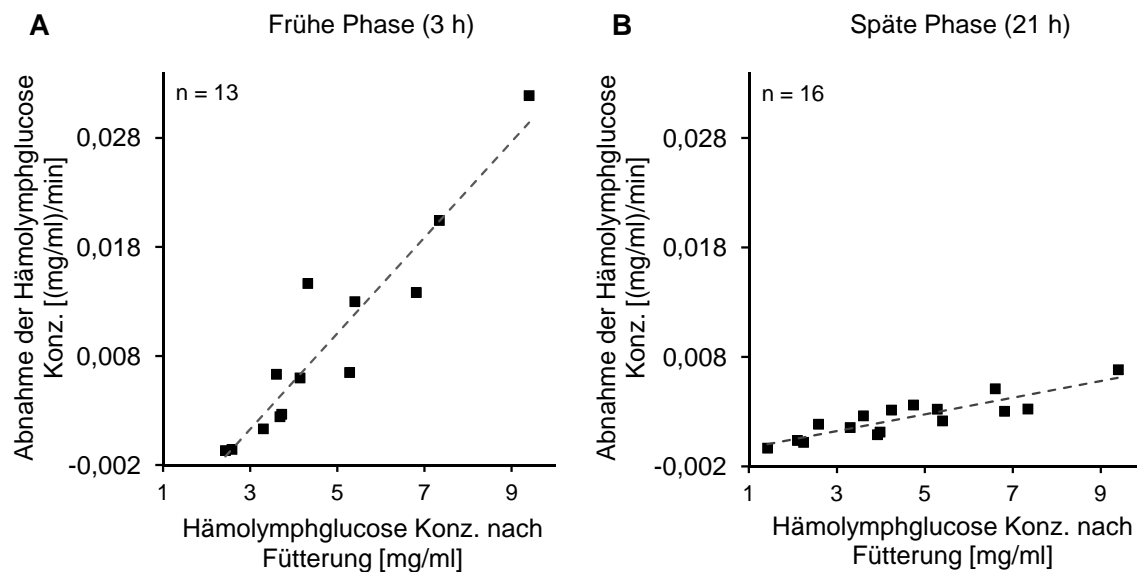 A
Frühe Phase (3 h)
Abnahme der Hämolymphglucose
Konz. [(mg/ml)/min]
n = 13
0,028
0,018
0,008
-0,002
1
3
5
7
9
Hämolymphglucose Konz. nach
Fütterung [mg/ml]
B
Späte Phase (21 h)
Abnahme der Hämolymphglucose
Konz. [(mg/ml)/min]
n = 16
0,028
0,018
0,008
-0,002
1
3
5
7
9
Hämolymphglucose Konz. nach
Fütterung [mg/ml]